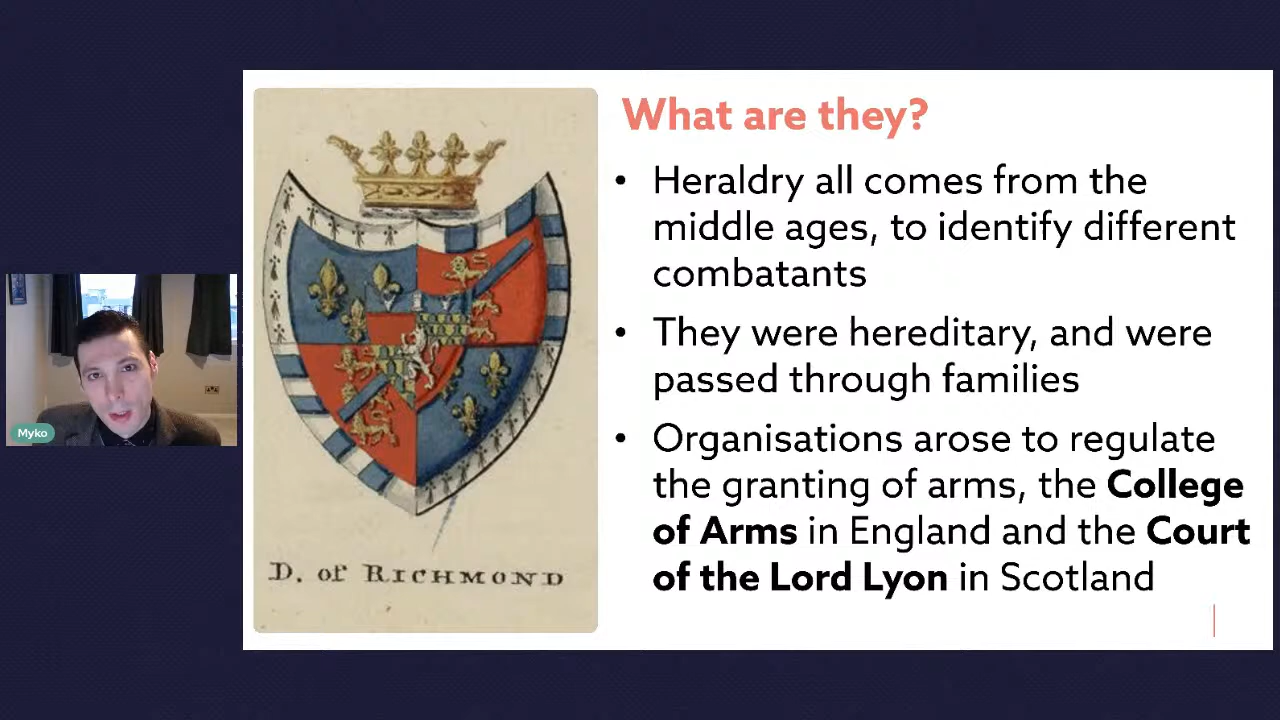 What are they?
• Heraldry all comes from the
middle ages, to identify different
combatants
• They were hereditary, and were
passed through families
• Organisations arose to regulate
the granting of arms, the College
of Arms in England and the Court
of the Lord Lyon in Scotland
D. of RICHMOND
Myko